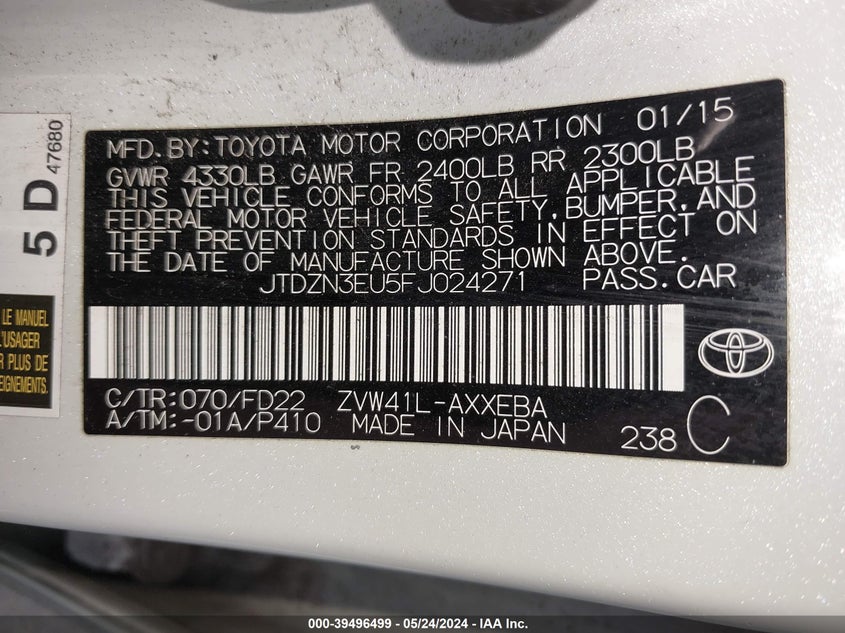 5 D 47680
LE MANUEL
L'USAGER
R PLUS DE
EIGNEMENTS.
MFD.BY:TOYOTA MOTOR CORPORATION 01/15
GVWR 4330LB GAWR FR 2400LB RR 2300LB
THIS VEHICLE CONFORMS TO ALL APPLICABLE
FEDERAL MOTOR VEHICLE SAFETY,BUMPER,AND
THEFT PREVENTION STANDARDS IN EFFECT ON
THE DATE OF MANUFACTURE SHOWN ABOVE.
JTDZN3EU5FJ024271 PASS.CAR
C/TR:070/FD22 ZVW41L-AXXEBA
A/TM:-01A/P410 MADE IN JAPAN 238 C
000-39496499 - 05/24/2024 - IAA Inc.